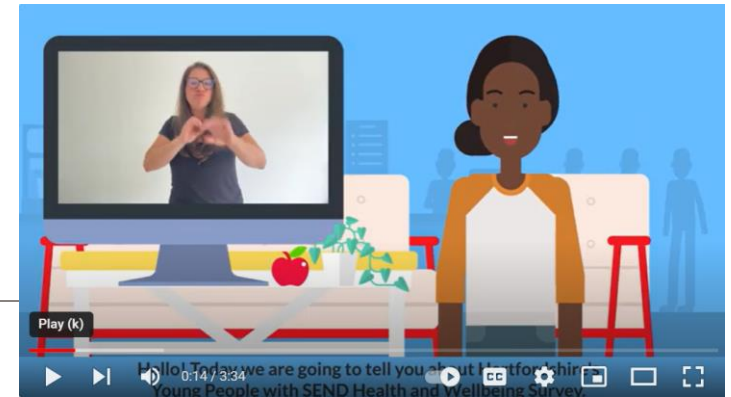 Play (k)
Hello! Today we are going to tell you about Hertfordshire's
0:14 / 3:34
CC
Young People with SEND Health and Wellbeing Survey.